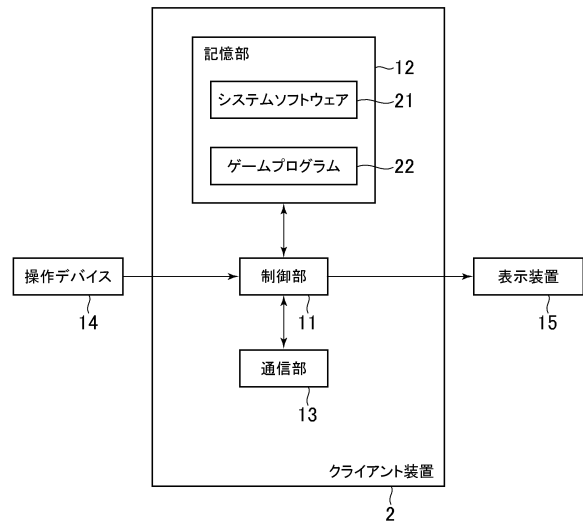 記憶部
12
システムソフトウェア
21
ゲームプログラム
22
操作デバイス
14
制御部
11
表示装置
15
通信部
13
クライアント装置
2